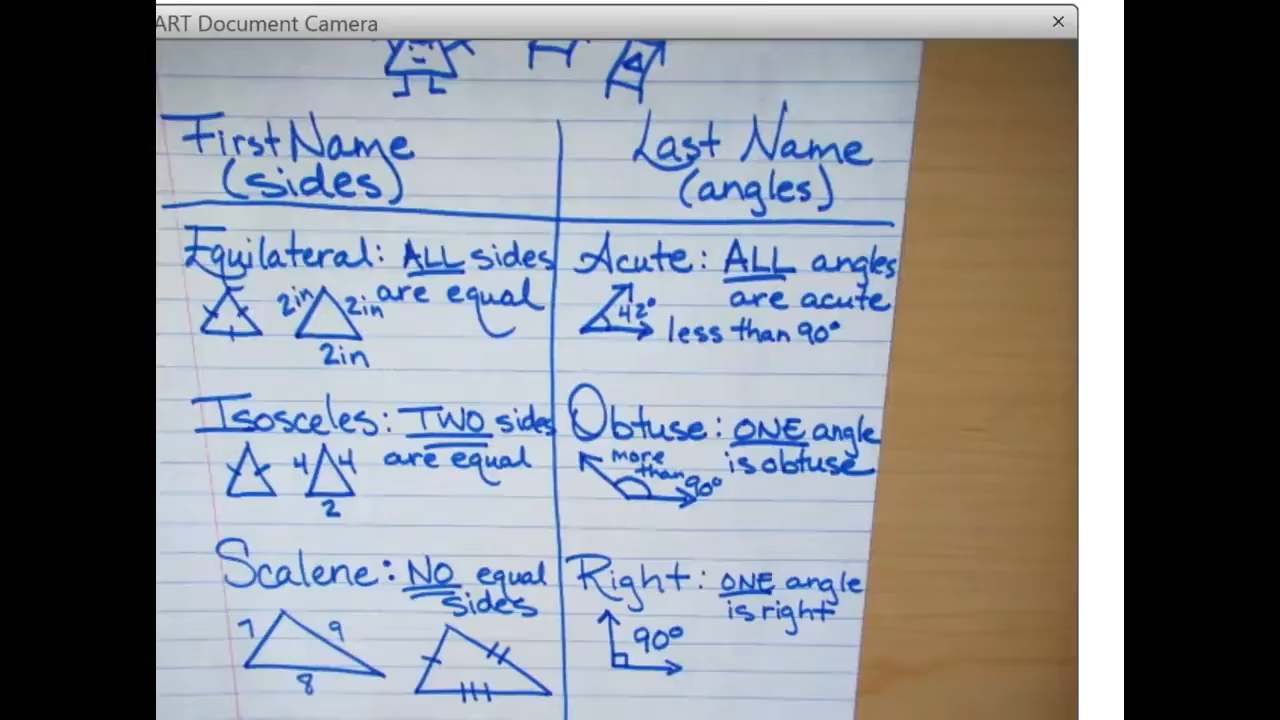 ART Document Camera
First Name
(sides)
Last Name
(angles)
Equilateral: ALL sides
are equal
2in 2in
2in
Isosceles: TWO sides
are equal
4 4
2
Scalene: NO equal
sides
7 9
8
Acute: ALL angles
are acute
42°
less than 90°
Obtuse: ONE angle
is obtuse
more
than
90°
Right: ONE angle
is right
90°